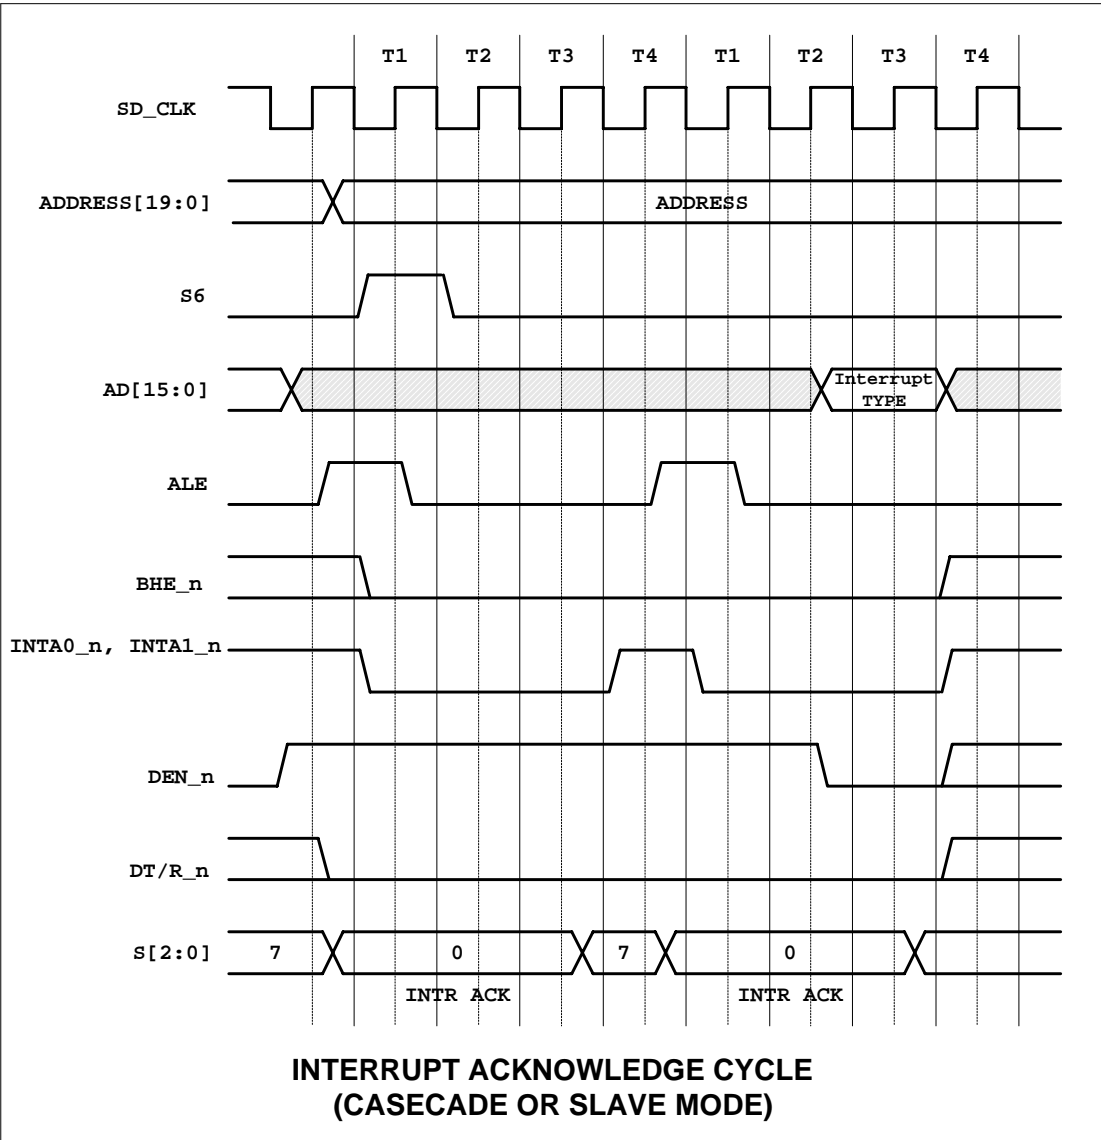 T1 T2 T3 T4 T1 T2 T3 T4
SD_CLK
ADDRESS[19:0] ADDRESS
S6
AD[15:0] Interrupt
TYPE
ALE
BHE_n
INTA0_n, INTA1_n
DEN_n
DT/R_n
S[2:0] 7 0 7 0
INTR ACK INTR ACK
INTERRUPT ACKNOWLEDGE CYCLE
(CASECADE OR SLAVE MODE)